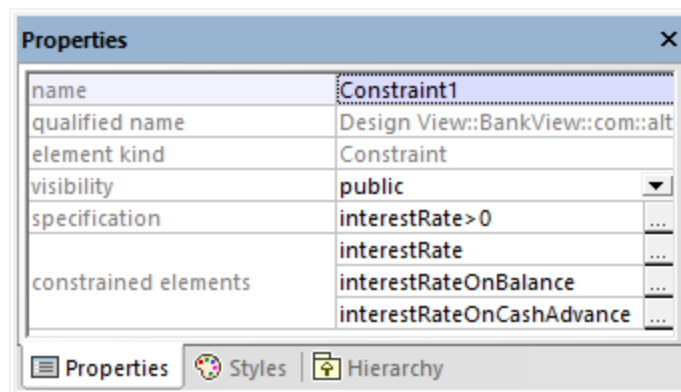 Properties
name Constraint1
qualified name Design View::BankView::com::alt
element kind Constraint
visibility public
specification interestRate>0 ...
interestRate ...
constrained elements interestRateOnBalance ...
interestRateOnCashAdvance ...
Properties Styles Hierarchy